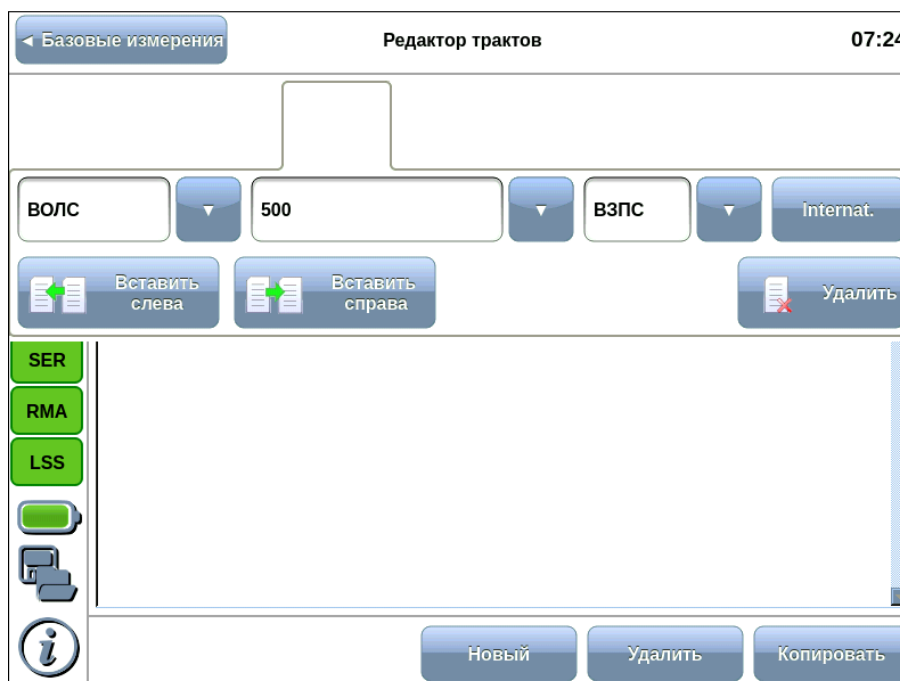 ◄ Базовые измерения
Редактор трактов
07:24
ВОЛС
500
ВЗПС
Internat.
Вставить
слева
Вставить
справа
Удалить
SER
RMA
LSS
Новый
Удалить
Копировать